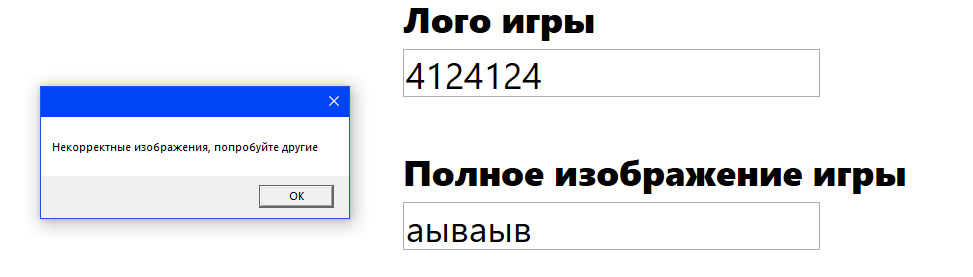 Лого игры
4124124
Некорректные изображения, попробуйте другие
OK
Полное изображение игры
аываыв